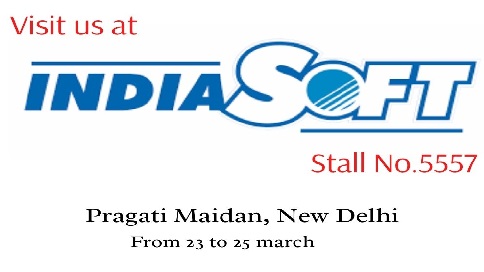 Visit us at
INDIASOFT
Stall No.5557
Pragati Maidan, New Delhi
From 23 to 25 march